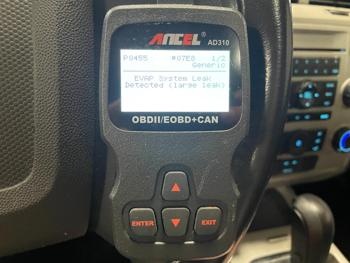 ANCEL® AD310
P0455 $07E8 1/2
Generic
EVAP System Leak
Detected (large leak)
OBDII/EOBD+CAN
ENTER EXIT